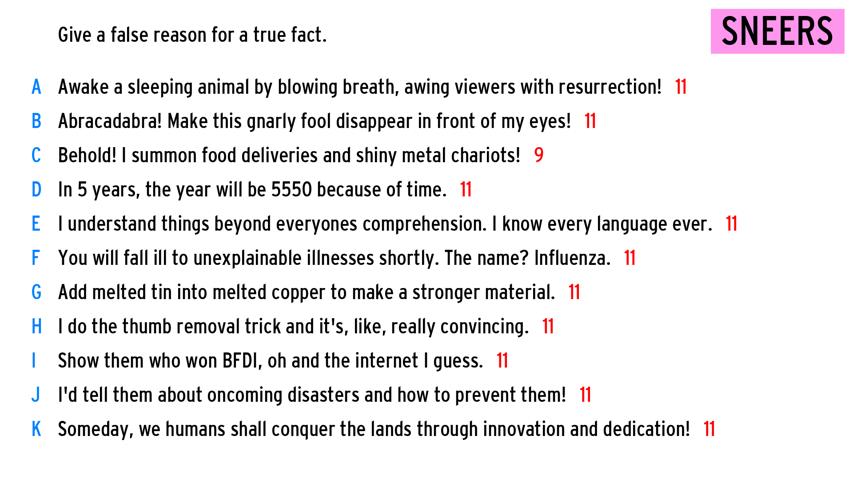 Give a false reason for a true fact.
SNEERS
A Awake a sleeping animal by blowing breath, awing viewers with resurrection! 11
B Abracadabra! Make this gnarly fool disappear in front of my eyes! 11
C Behold! I summon food deliveries and shiny metal chariots! 9
D In 5 years, the year will be 5550 because of time. 11
E I understand things beyond everyones comprehension. I know every language ever. 11
F You will fall ill to unexplainable illnesses shortly. The name? Influenza. 11
G Add melted tin into melted copper to make a stronger material. 11
H I do the thumb removal trick and it's, like, really convincing. 11
I Show them who won BFDI, oh and the internet I guess. 11
J I'd tell them about oncoming disasters and how to prevent them! 11
K Someday, we humans shall conquer the lands through innovation and dedication! 11